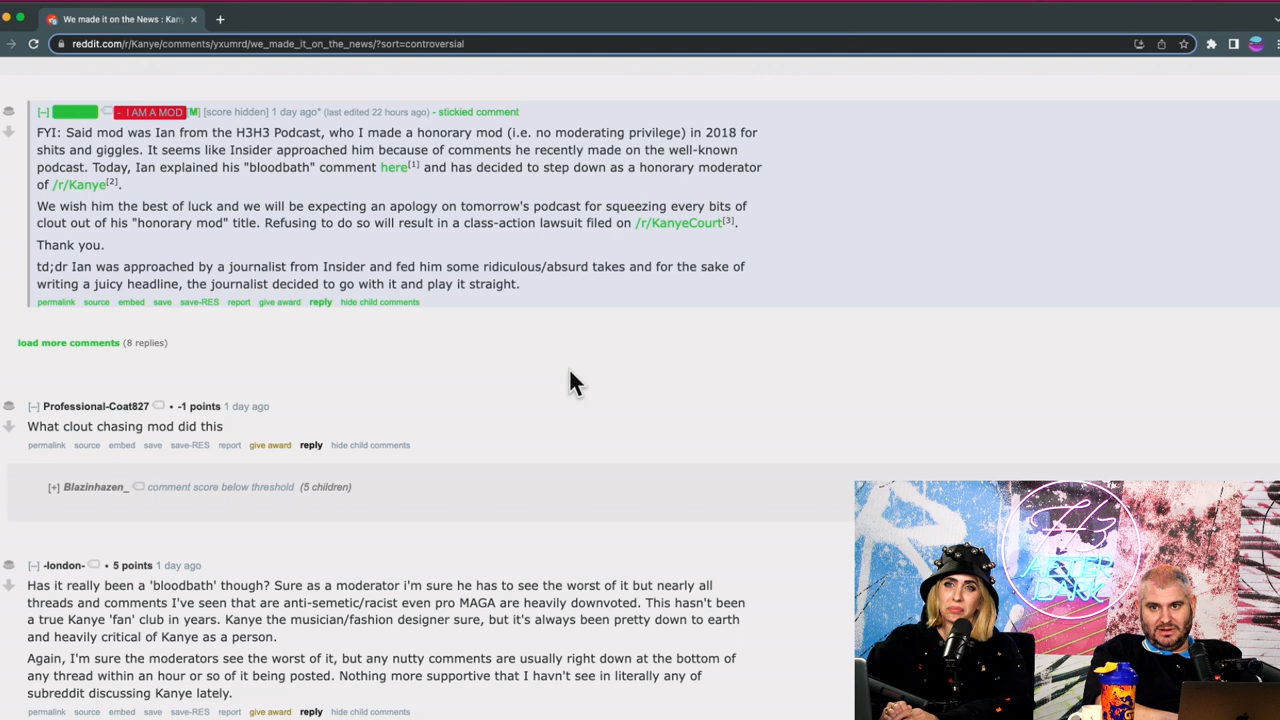 We made it on the News : Kany
reddit.com/r/Kanye/comments/yxumrd/we_made_it_on_the_news/?sort=controversial
[–] - I AM A MOD [M] [score hidden] 1 day ago* (last edited 22 hours ago) - stickied comment
FYI: Said mod was Ian from the H3H3 Podcast, who I made a honorary mod (i.e. no moderating privilege) in 2018 for
shits and giggles. It seems like Insider approached him because of comments he recently made on the well-known
podcast. Today, Ian explained his "bloodbath" comment here[1] and has decided to step down as a honorary moderator
of /r/Kanye[2].
We wish him the best of luck and we will be expecting an apology on tomorrow's podcast for squeezing every bits of
clout out of his "honorary mod" title. Refusing to do so will result in a class-action lawsuit filed on /r/KanyeCourt[3].
Thank you.
td;dr Ian was approached by a journalist from Insider and fed him some ridiculous/absurd takes and for the sake of
writing a juicy headline, the journalist decided to go with it and play it straight.
permalink source embed save save-RES report give award reply hide child comments
load more comments (8 replies)
[–] Professional-Coat827 • -1 points 1 day ago
What clout chasing mod did this
permalink source embed save save-RES report give award reply hide child comments
[+] Blazinhazen_ comment score below threshold (5 children)
[–] -london- • 5 points 1 day ago
Has it really been a 'bloodbath' though? Sure as a moderator i'm sure he has to see the worst of it but nearly all
threads and comments I've seen that are anti-semetic/racist even pro MAGA are heavily downvoted. This hasn't been
a true Kanye 'fan' club in years. Kanye the musician/fashion designer sure, but it's always been pretty down to earth
and heavily critical of Kanye as a person.
Again, I'm sure the moderators see the worst of it, but any nutty comments are usually right down at the bottom of
any thread within an hour or so of it being posted. Nothing more supportive that I havn't see in literally any of
subreddit discussing Kanye lately.
permalink source embed save save-RES report give award reply hide child comments
H3
AFTER
DARK